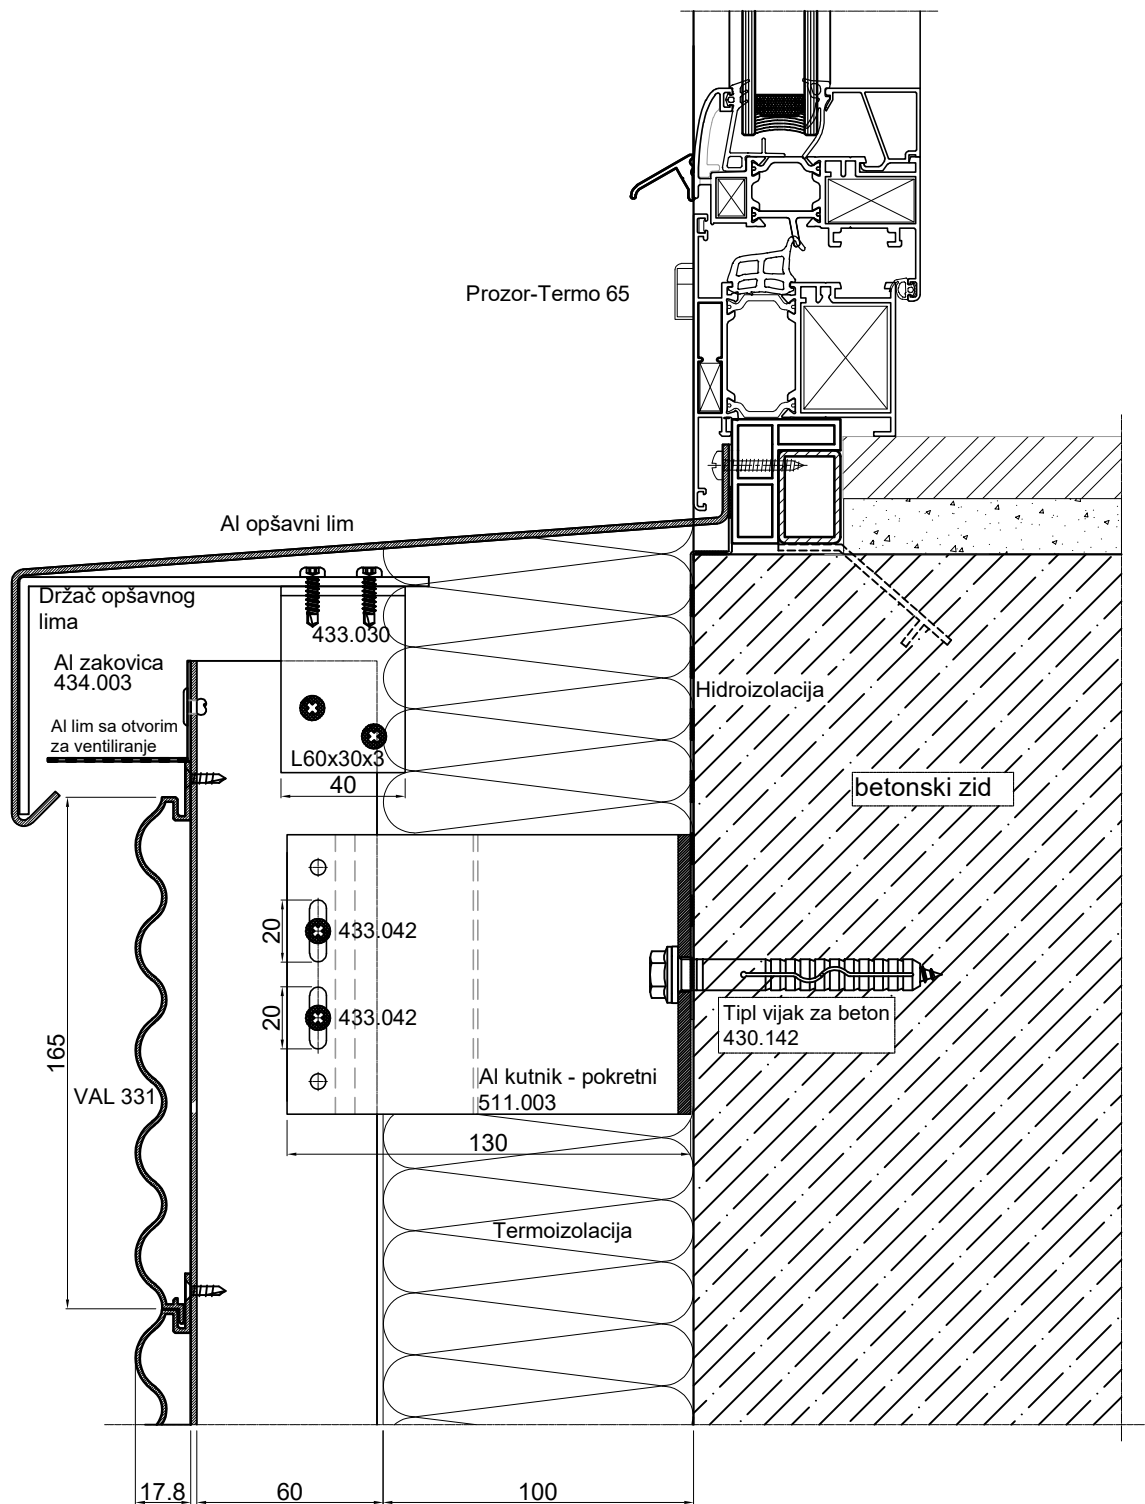 Prozor-Termo 65
Al opšavni lim
Držač opšavnog
lima
433.030
Al zakovica
434.003
Hidroizolacija
Al lim sa otvorim
za ventiliranje
L60x30x3
40
betonski zid
20
433.042
20
433.042
Tipl vijak za beton
430.142
165
VAL 331
Al kutnik - pokretni
511.003
130
Termoizolacija
17.8
60
100